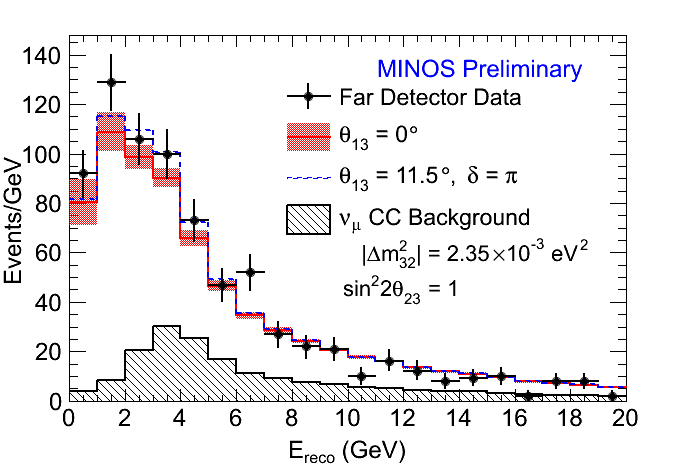 MINOS Preliminary
Far Detector Data
θ13 = 0°
θ13 = 11.5°, δ = π
νμ CC Background
|Δm²32| = 2.35×10⁻³ eV²
sin²2θ23 = 1
Events/GeV
140
120
100
80
60
40
20
0
0 2 4 6 8 10 12 14 16 18 20
Ereco (GeV)